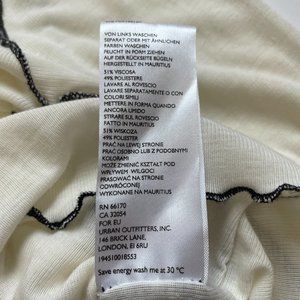 VON LINKS WASCHEN
SEPARAT ODER MIT ÄHNLICHEN
FARBEN WASCHEN
FEUCHT IN FORM ZIEHEN
AUF DER RÜCKSEITE BÜGELN
HERGESTELLT IN MAURITIUS
51% VISCOSA
49% POLIESTERE
LAVARE AL ROVESCIO
LAVARE SEPARATAMENTE O CON
COLORI SIMILI
METTERE IN FORMA QUANDO
ANCORA UMIDO
STIRARE SUL ROVESCIO
FATTO IN MAURITIUS
51% WISKOZA
49% POLIESTER
PRAĆ NA LEWEJ STRONIE
PRAĆ OSOBNO LUB Z PODOBNYMI
KOLORAMI
MOŻE ZMIENIĆ KSZTAŁT POD
WPŁYWEM WILGOCI
PRASOWAĆ NA STRONIE
ODWRÓCONEJ
WYKONANE NA MAURITIUS
RN 66170
CA 32054
FOR EU
URBAN OUTFITTERS, INC
146 BRICK LANE,
LONDON, E1 6RU
194510018553
Save energy wash me at 30 °C